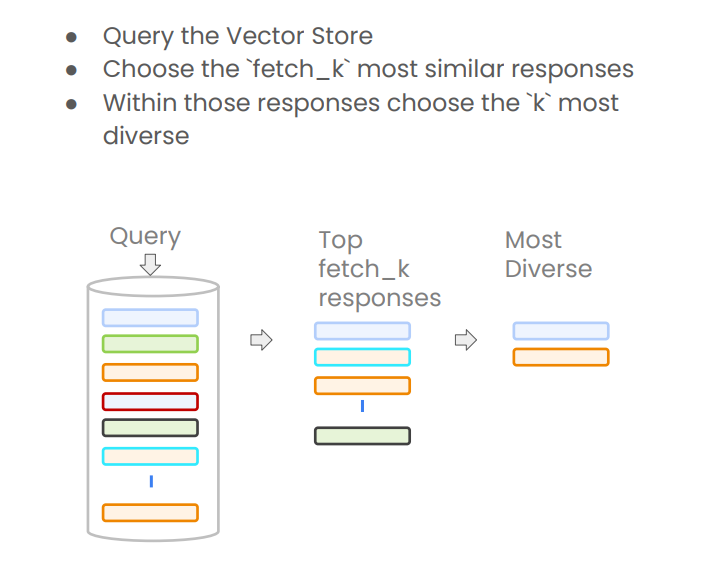 ● Query the Vector Store
● Choose the `fetch_k` most similar responses
● Within those responses choose the `k` most
diverse
Query
Top
fetch_k
responses
Most
Diverse